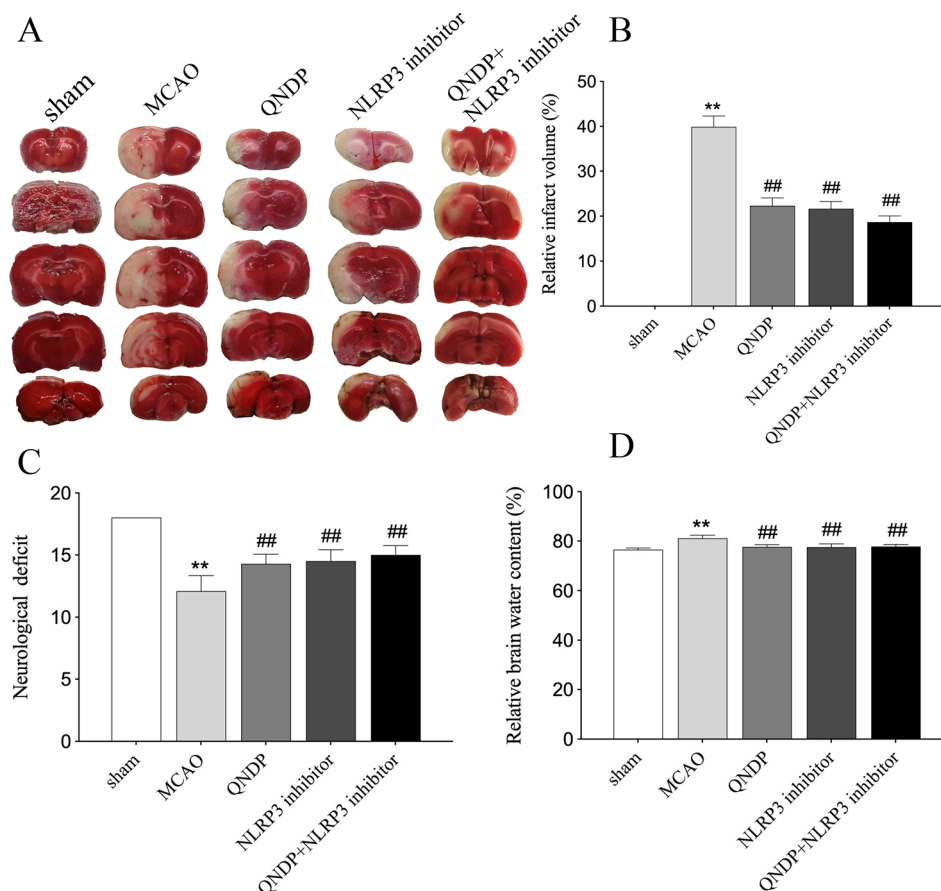 A
sham
MCAO
QNDP
NLRP3 inhibitor
QNDP+
NLRP3 inhibitor
B
Relative infarct volume (%)
50
40
30
20
10
0
**
##
##
##
sham
MCAO
QNDP
NLRP3 inhibitor
QNDP+NLRP3 inhibitor
C
Neurological deficit
20
15
10
5
0
**
##
##
##
sham
MCAO
QNDP
NLRP3 inhibitor
QNDP+NLRP3 inhibitor
D
Relative brain water content (%)
100
80
60
40
20
0
**
##
##
##
sham
MCAO
QNDP
NLRP3 inhibitor
QNDP+NLRP3 inhibitor